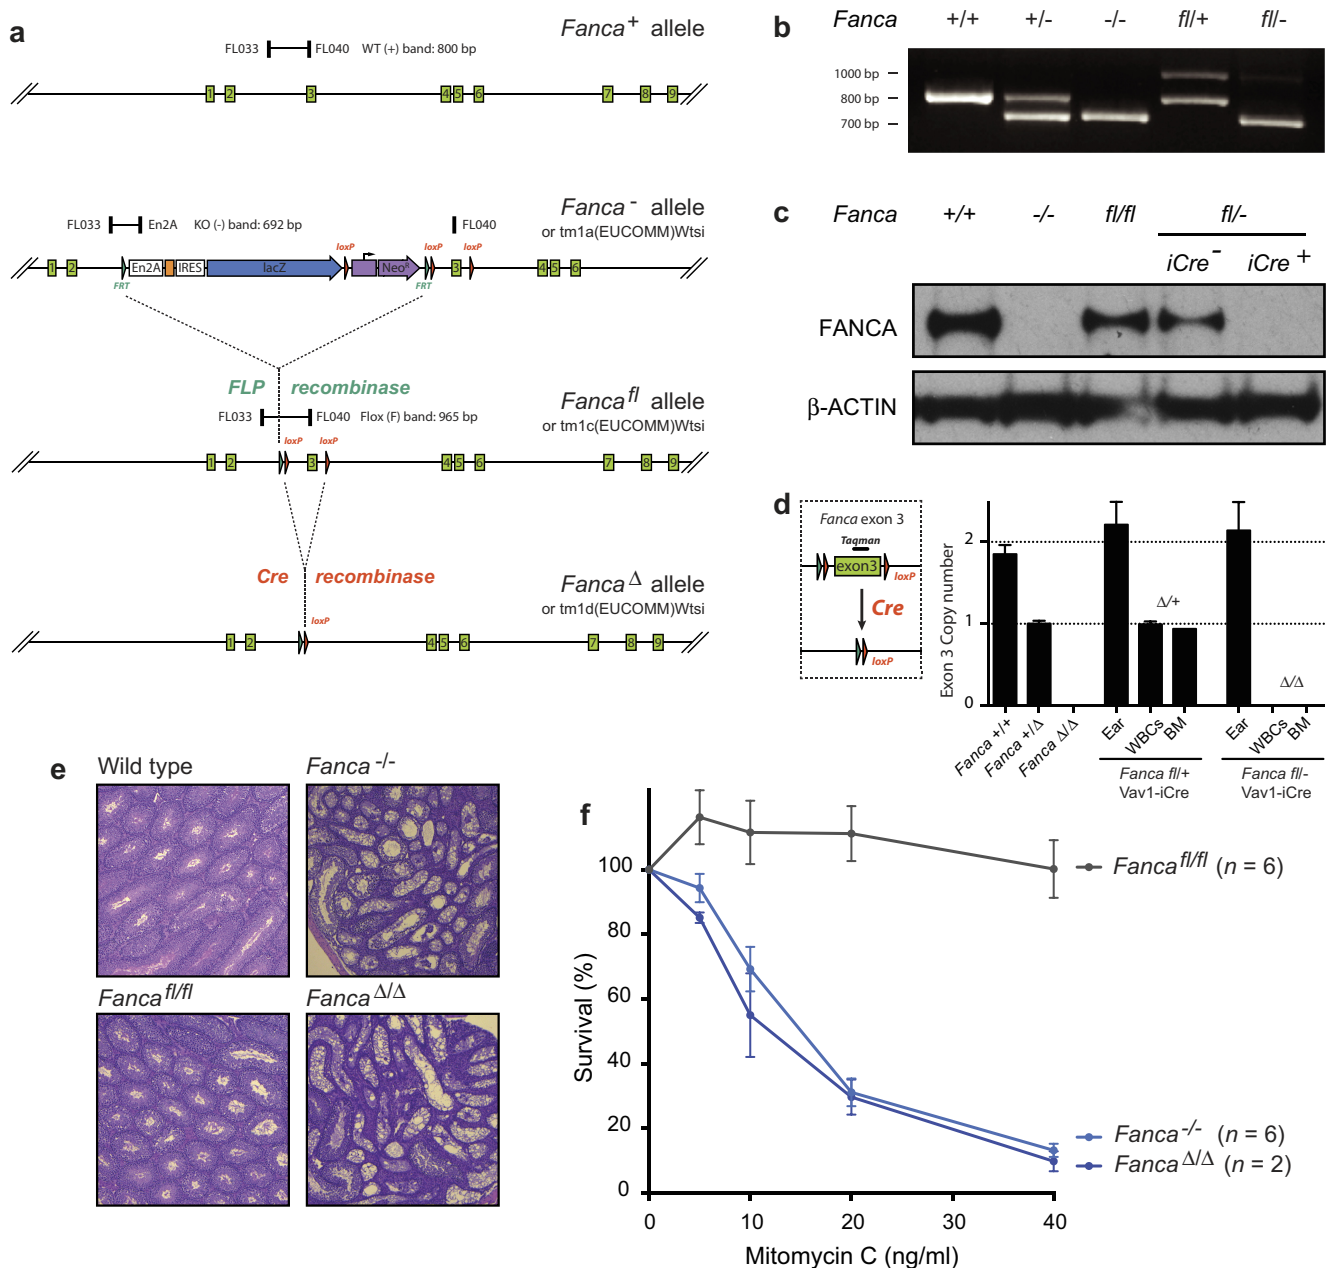 a
Fanca+ allele
FL033 FL040 WT (+) band: 800 bp
1 2 3 4 5 6 7 8 9
Fanca- allele
or tm1a(EUCOMM)Wtsi
FL033 En2A KO (-) band: 692 bp FL040
loxP loxP loxP
1 2 En2A IRES lacZ NeoR 3 4 5 6
FRT FRT
FLP recombinase
Fanca fl allele
or tm1c(EUCOMM)Wtsi
FL033 FL040 Flox (F) band: 965 bp
loxP loxP
1 2 3 4 5 6 7 8 9
Cre recombinase
Fanca Δ allele
or tm1d(EUCOMM)Wtsi
loxP
1 2 4 5 6 7 8 9
b
Fanca +/+ +/- -/- fl/+ fl/-
1000 bp
800 bp
700 bp
c
Fanca +/+ -/- fl/fl fl/-
iCre- iCre+
FANCA
β-ACTIN
d
Fanca exon 3
Taqman
exon3
loxP
Cre
loxP
Exon 3 Copy number
2
1
0
Δ/+
Δ/Δ
Fanca +/+ Fanca +/Δ Fanca Δ/Δ Ear WBCs BM Ear WBCs BM
Fanca fl/+
Vav1-iCre
Fanca fl/-
Vav1-iCre
e
Wild type
Fanca -/-
Fanca fl/fl
Fanca Δ/Δ
f
Survival (%)
100
80
60
40
20
0
0 10 20 30 40
Mitomycin C (ng/ml)
Fanca fl/fl (n = 6)
Fanca -/- (n = 6)
Fanca Δ/Δ (n = 2)